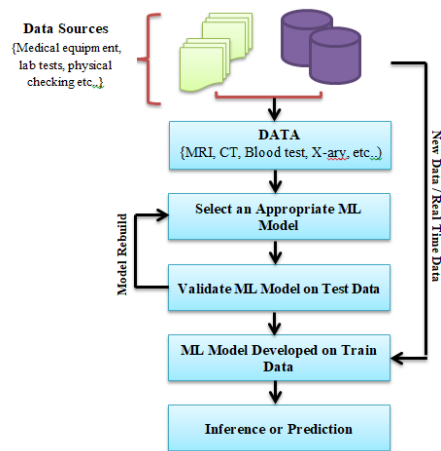 Data Sources
{Medical equipment,
lab tests, physical
checking etc..}
DATA
{MRI, CT, Blood test, X-ary, etc..)
Select an Appropriate ML
Model
Validate ML Model on Test Data
ML Model Developed on Train
Data
Inference or Prediction
Model Rebuild
New Data / Real Time Data